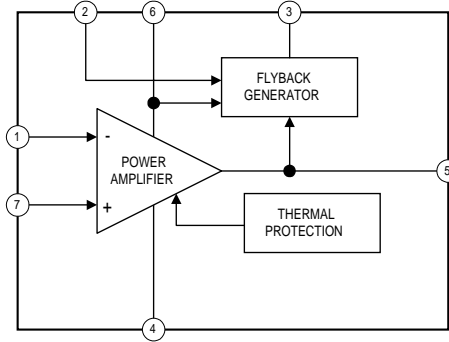 2
6
3
FLYBACK
GENERATOR
1
-
POWER
AMPLIFIER
5
7
+
THERMAL
PROTECTION
4